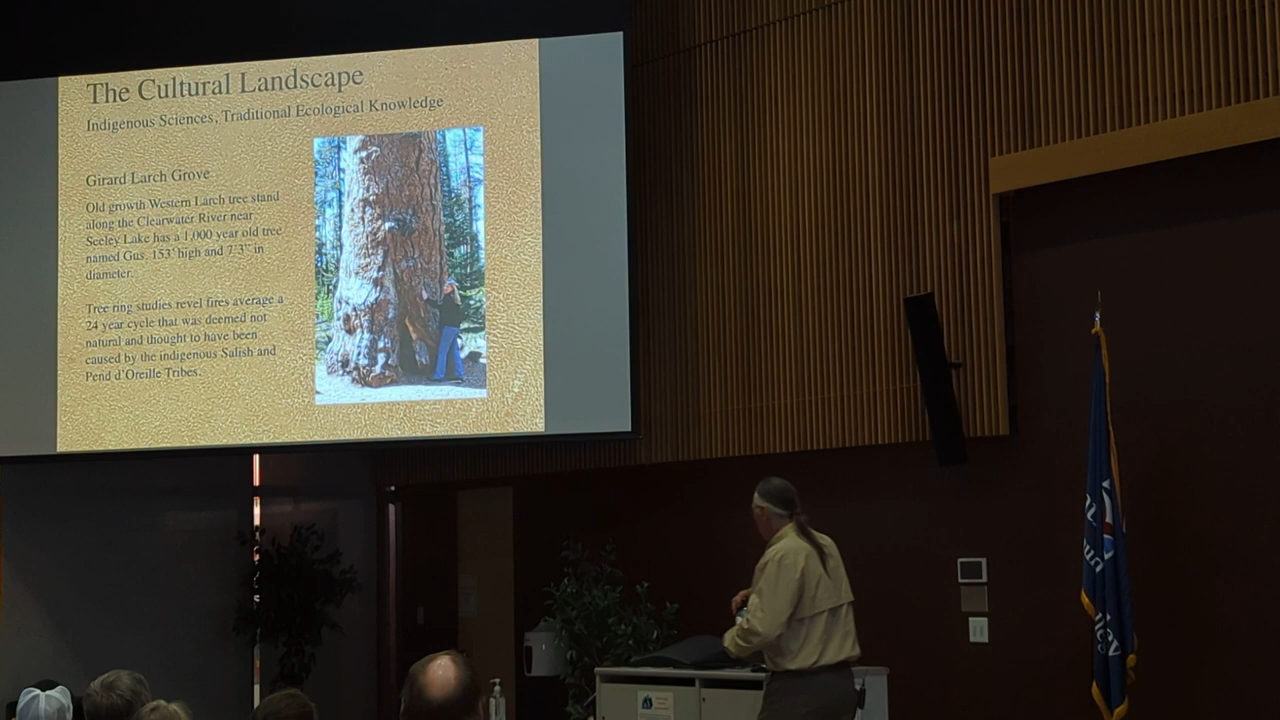 The Cultural Landscape
Indigenous Sciences, Traditional Ecological Knowledge
Girard Larch Grove
Old growth Western Larch tree stand
along the Clearwater River near
Seeley Lake has a 1,000 year old tree
named Gus. 153' high and 7'3" in
diameter.
Tree ring studies revel fires average a
24 year cycle that was deemed not
natural and thought to have been
caused by the indigenous Salish and
Pend d'Oreille Tribes.